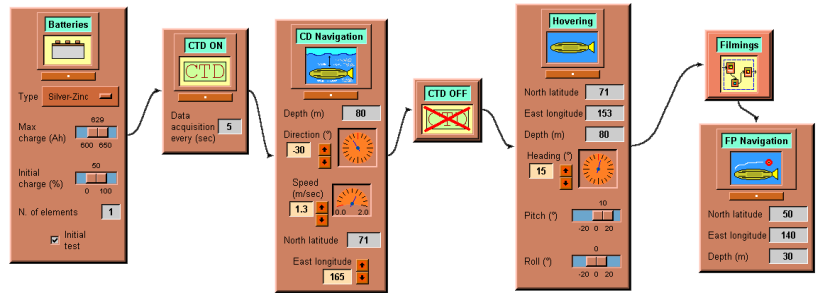 Batteries
Type Silver-Zinc
Max
charge (Ah)
629
600 650
Initial
charge (%)
50
0 100
N. of elements 1
Initial
test
CTD ON
CTD
Data
acquisition
every (sec) 5
CD Navigation
Depth (m) 80
Direction (º)
-30
Speed
(m/sec)
1.3
0.0 2.0
North latitude 71
East longitude
165
CTD OFF
CTD
Hovering
North latitude 71
East longitude 153
Depth (m) 80
Heading (º)
15
Pitch (º)
10
-20 0 20
Roll (º)
0
-20 0 20
Filmings
FP Navigation
North latitude 50
East longitude 140
Depth (m) 30